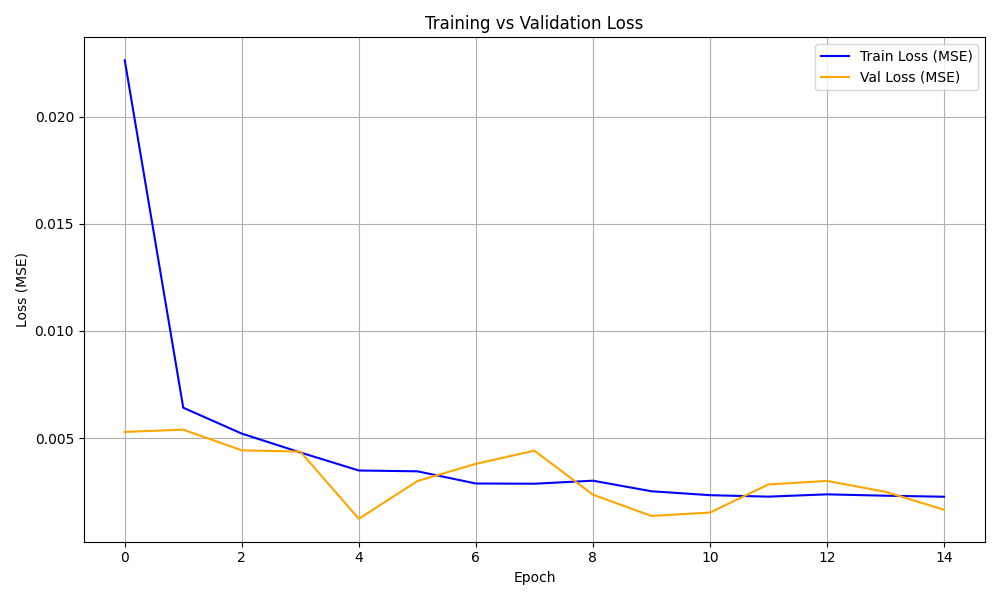 Training vs Validation Loss
Train Loss (MSE)
Val Loss (MSE)
0.020
0.015
0.010
0.005
Loss (MSE)
0 2 4 6 8 10 12 14
Epoch